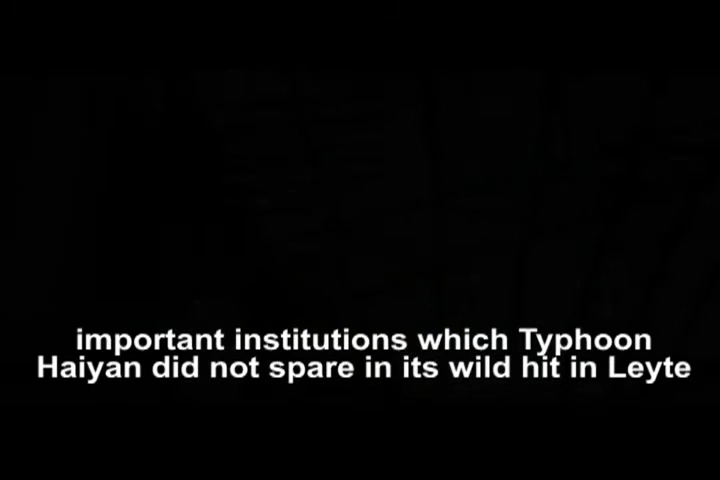 important institutions which Typhoon
Haiyan did not spare in its wild hit in Leyte